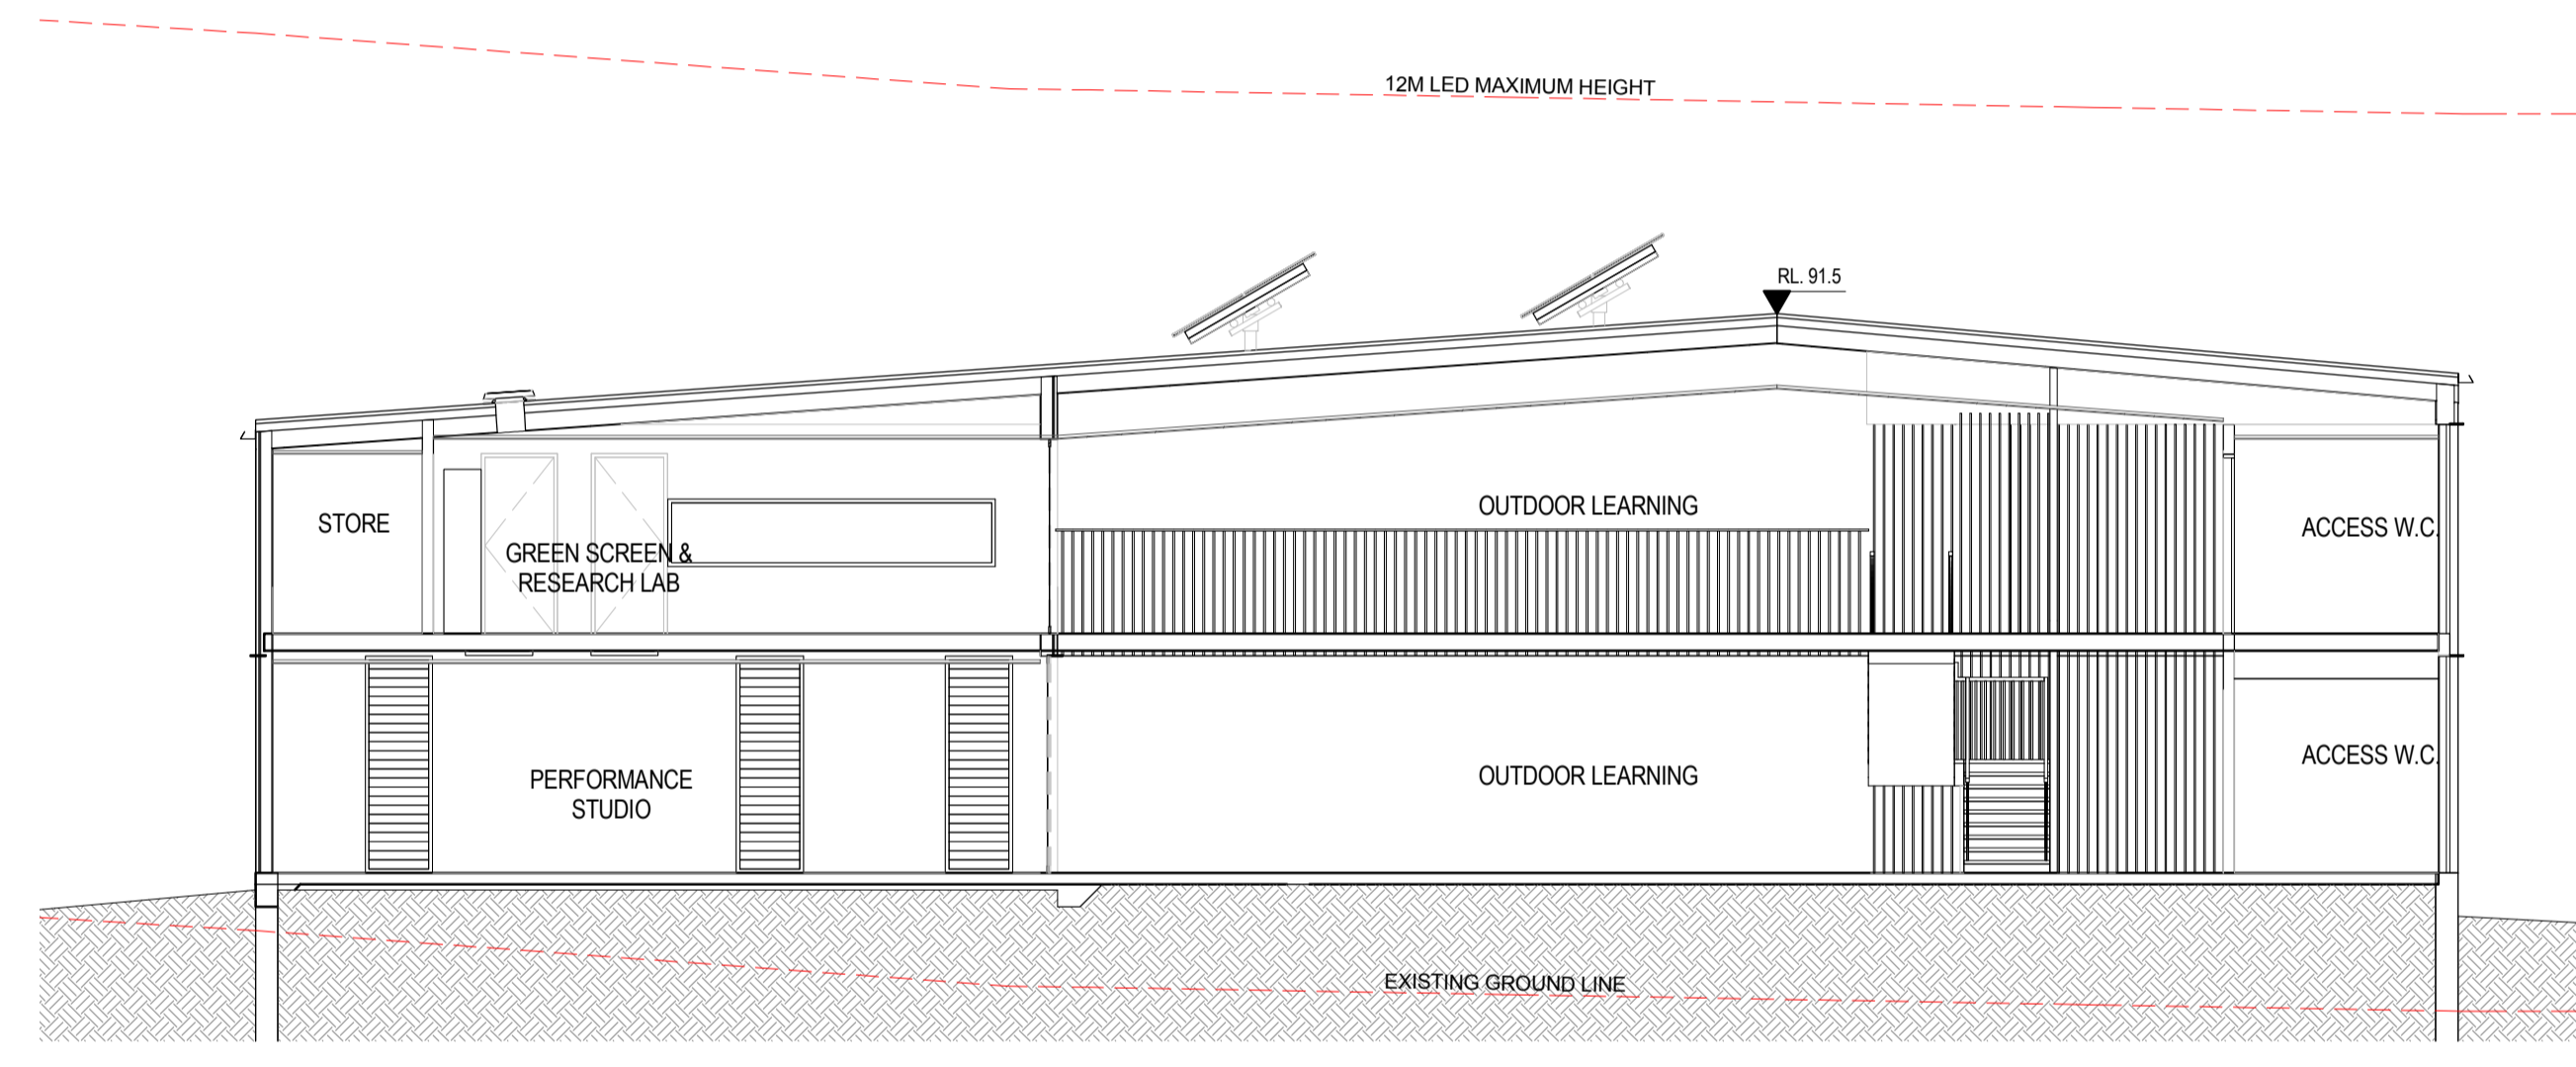 12M LED MAXIMUM HEIGHT
RL. 91.5
STORE
GREEN SCREEN &
RESEARCH LAB
OUTDOOR LEARNING
ACCESS W.C.
PERFORMANCE
STUDIO
OUTDOOR LEARNING
ACCESS W.C.
EXISTING GROUND LINE